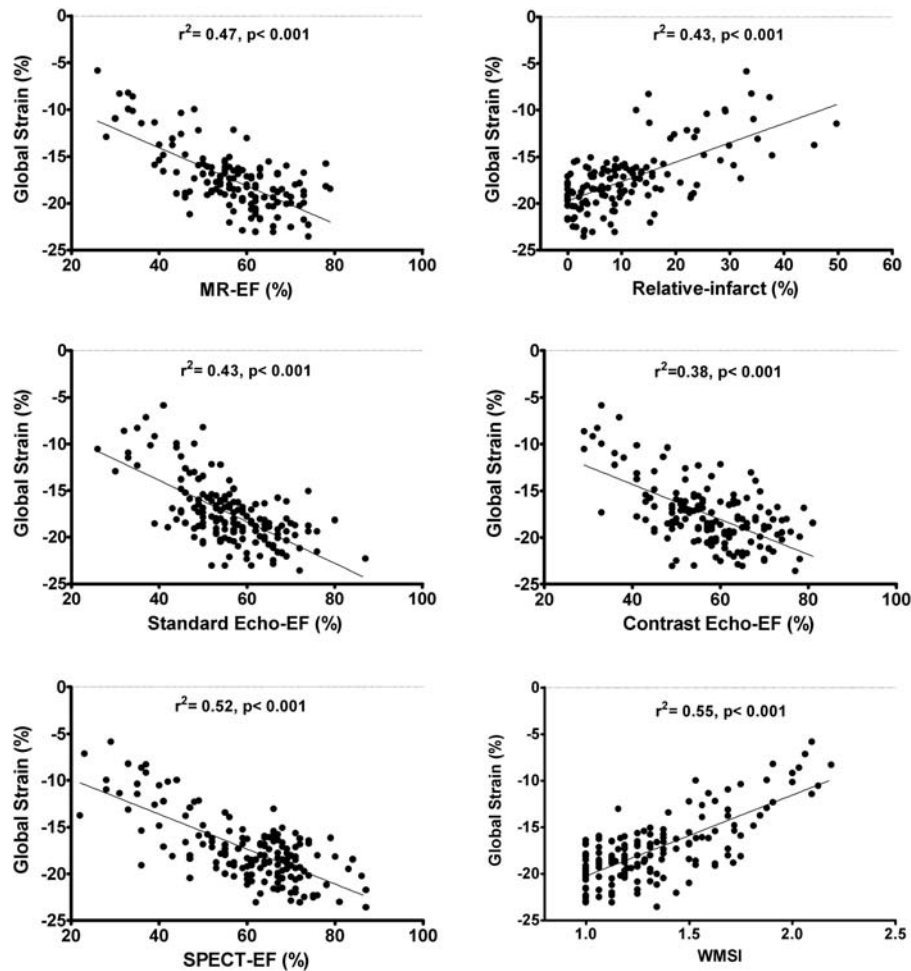 r²= 0.47, p< 0.001
0
-5
-10
-15
-20
-25
Global Strain (%)
20 40 60 80 100
MR-EF (%)
r²= 0.43, p< 0.001
0
-5
-10
-15
-20
-25
Global Strain (%)
0 10 20 30 40 50 60
Relative-infarct (%)
r²= 0.43, p< 0.001
0
-5
-10
-15
-20
-25
Global Strain (%)
20 40 60 80 100
Standard Echo-EF (%)
r²=0.38, p< 0.001
0
-5
-10
-15
-20
-25
Global Strain (%)
20 40 60 80 100
Contrast Echo-EF (%)
r²= 0.52, p< 0.001
0
-5
-10
-15
-20
-25
Global Strain (%)
20 40 60 80 100
SPECT-EF (%)
r²= 0.55, p< 0.001
0
-5
-10
-15
-20
-25
Global Strain (%)
1.0 1.5 2.0 2.5
WMSI